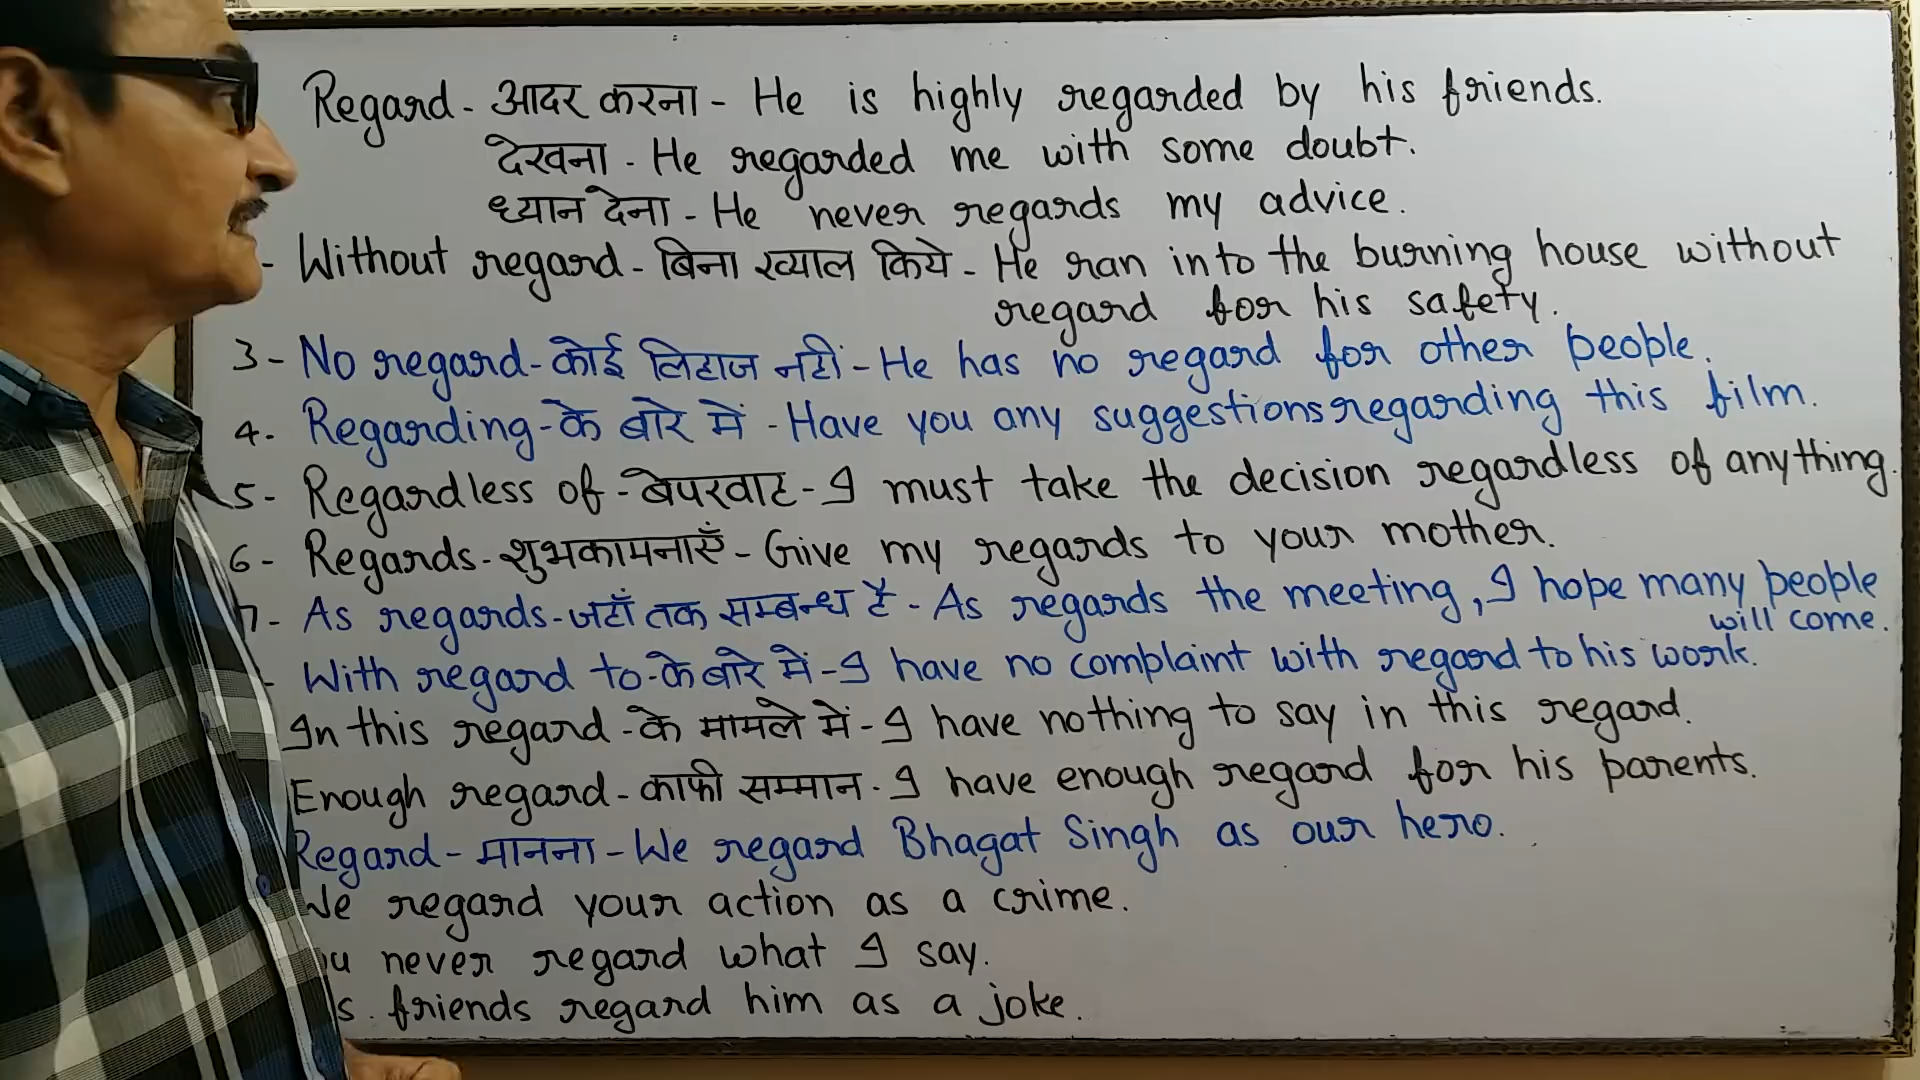 Regard - आदर करना - He is highly regarded by his friends.
देखना - He regarded me with some doubt.
ध्यान देना - He never regards my advice.
- Without regard - बिना ख्याल किये - He ran into the burning house without
regard for his safety.
3 - No regard - कोई लिहाज नहीं - He has no regard for other people.
4. Regarding - के बारे में - Have you any suggestions regarding this film.
5 - Regardless of - बेपरवाह - I must take the decision regardless of anything.
6 - Regards - शुभकामनाएँ - Give my regards to your mother.
7 - As regards - जहाँ तक सम्बन्ध है - As regards the meeting, I hope many people
will come.
- With regard to - के बारे में - I have no complaint with regard to his work.
In this regard - के मामले में - I have nothing to say in this regard.
Enough regard - काफी सम्मान - I have enough regard for his parents.
Regard - मानना - We regard Bhagat Singh as our hero.
We regard your action as a crime.
never regard what I say.
friends regard him as a joke.